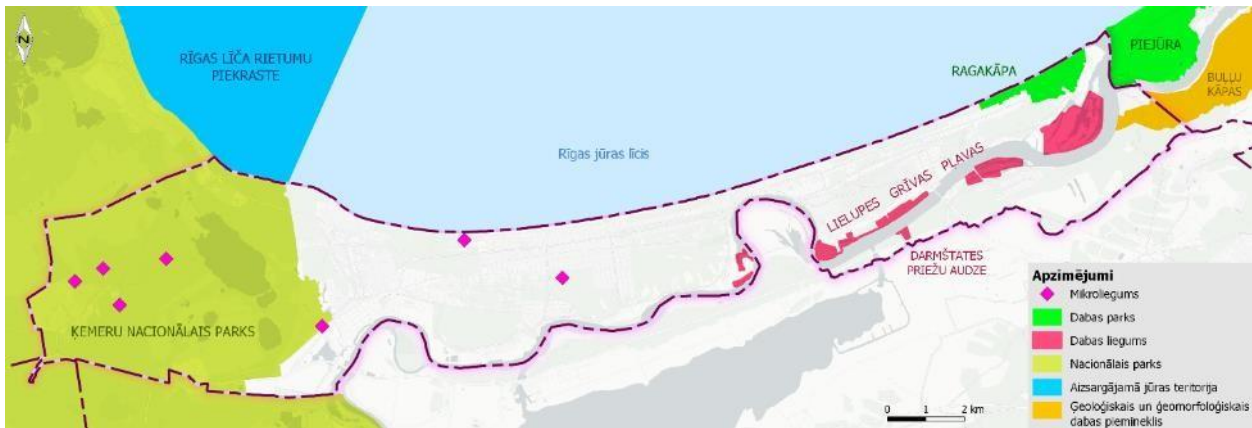 N
RĪGAS LĪČA RIETUMU
PIEKRASTE
Rīgas jūras līcis
RAGAKĀPA
PIEJŪRA
BUĻĻU
KĀPAS
LIELUPES GRĪVAS PĻAVAS
DARMŠTATES
PRIEŽU AUDZE
ĶEMERU NACIONĀLAIS PARKS
Apzīmējumi
Mikroliegums
Dabas parks
Dabas liegums
Nacionālais parks
Aizsargājamā jūras teritorija
Ģeoloģiskais un ģeomorfoloģiskais
dabas piemineklis
0 1 2 km